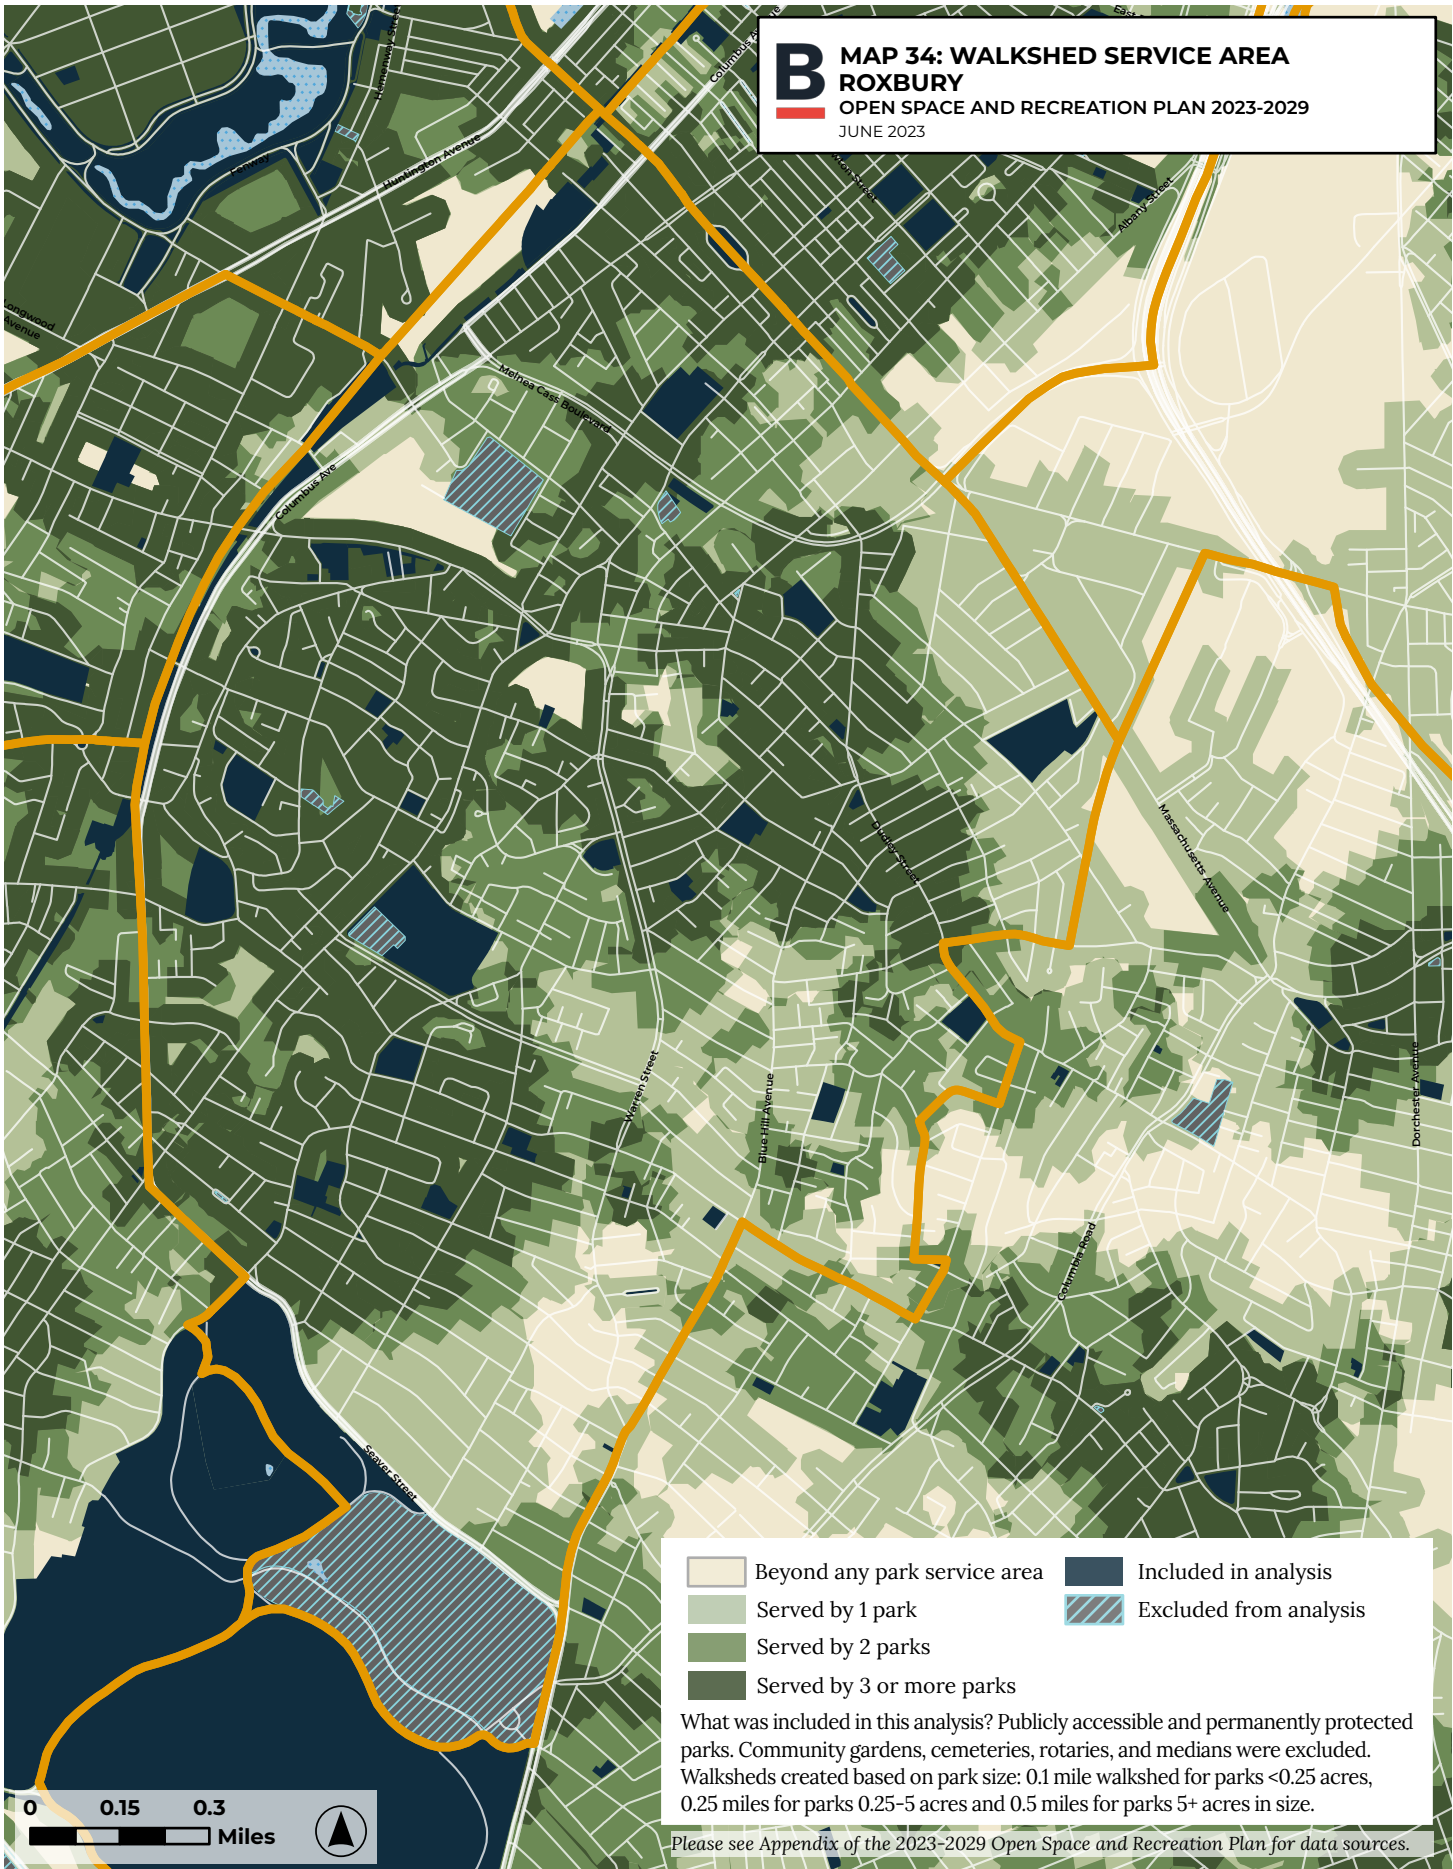 East
Columbus Avenue
Hemenway Street
B
MAP 34: WALKSHED SERVICE AREA
ROXBURY
OPEN SPACE AND RECREATION PLAN 2023-2029
JUNE 2023
Huntington Avenue
Fenway
Street
Albany Street
Longwood
Avenue
Melnea Cass Boulevard
Columbus Ave
Dudley Street
Massachusetts Avenue
Warren Street
Blue Hill Avenue
Dorchester Avenue
Columbia Road
Seaver Street
Beyond any park service area
Served by 1 park
Served by 2 parks
Served by 3 or more parks
Included in analysis
Excluded from analysis
What was included in this analysis? Publicly accessible and permanently protected
parks. Community gardens, cemeteries, rotaries, and medians were excluded.
Walksheds created based on park size: 0.1 mile walkshed for parks <0.25 acres,
0.25 miles for parks 0.25-5 acres and 0.5 miles for parks 5+ acres in size.
0 0.15 0.3
Miles
Please see Appendix of the 2023-2029 Open Space and Recreation Plan for data sources.